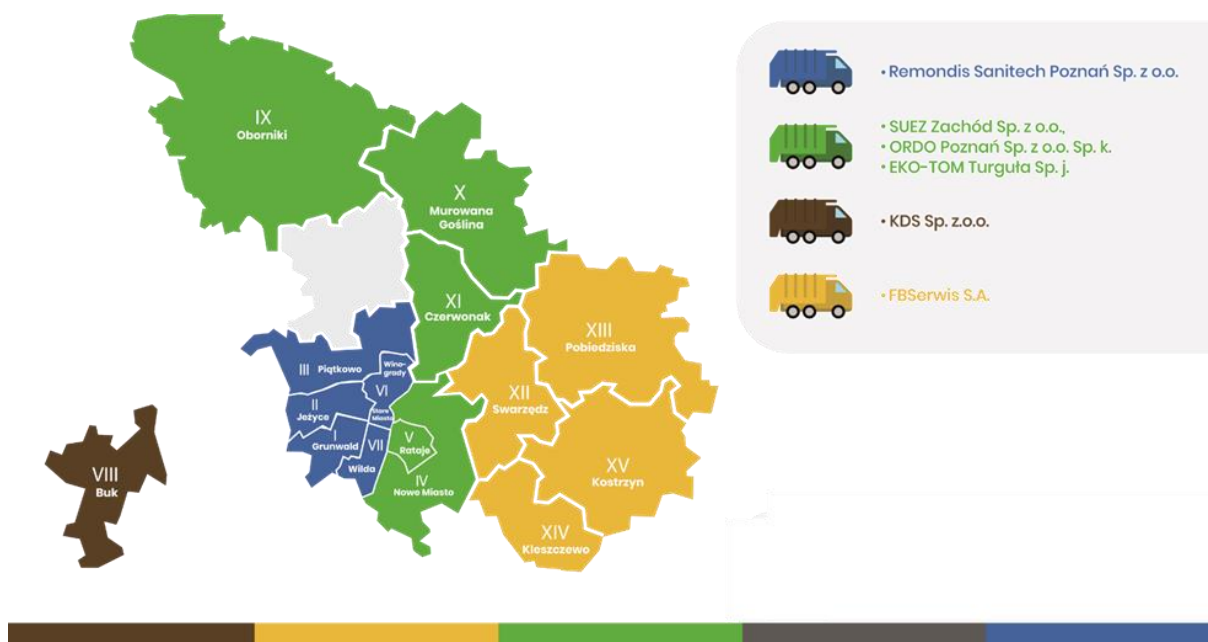 IX
Oborniki
X
Murowana
Goślina
XI
Czerwonak
XIII
Pobiedziska
III Piątkowo
Wino-
grady
VI
Stare
Miasto
II
Jeżyce
I
Grunwald
VII
Wilda
V
Rataje
IV
Nowe Miasto
XII
Swarzędz
XV
Kostrzyn
XIV
Kleszczewo
VIII
Buk
• Remondis Sanitech Poznań Sp. z o.o.
• SUEZ Zachód Sp. z o.o.,
• ORDO Poznań Sp. z o.o. Sp. k.
• EKO-TOM Turguła Sp. j.
• KDS Sp. z.o.o.
• FBSerwis S.A.